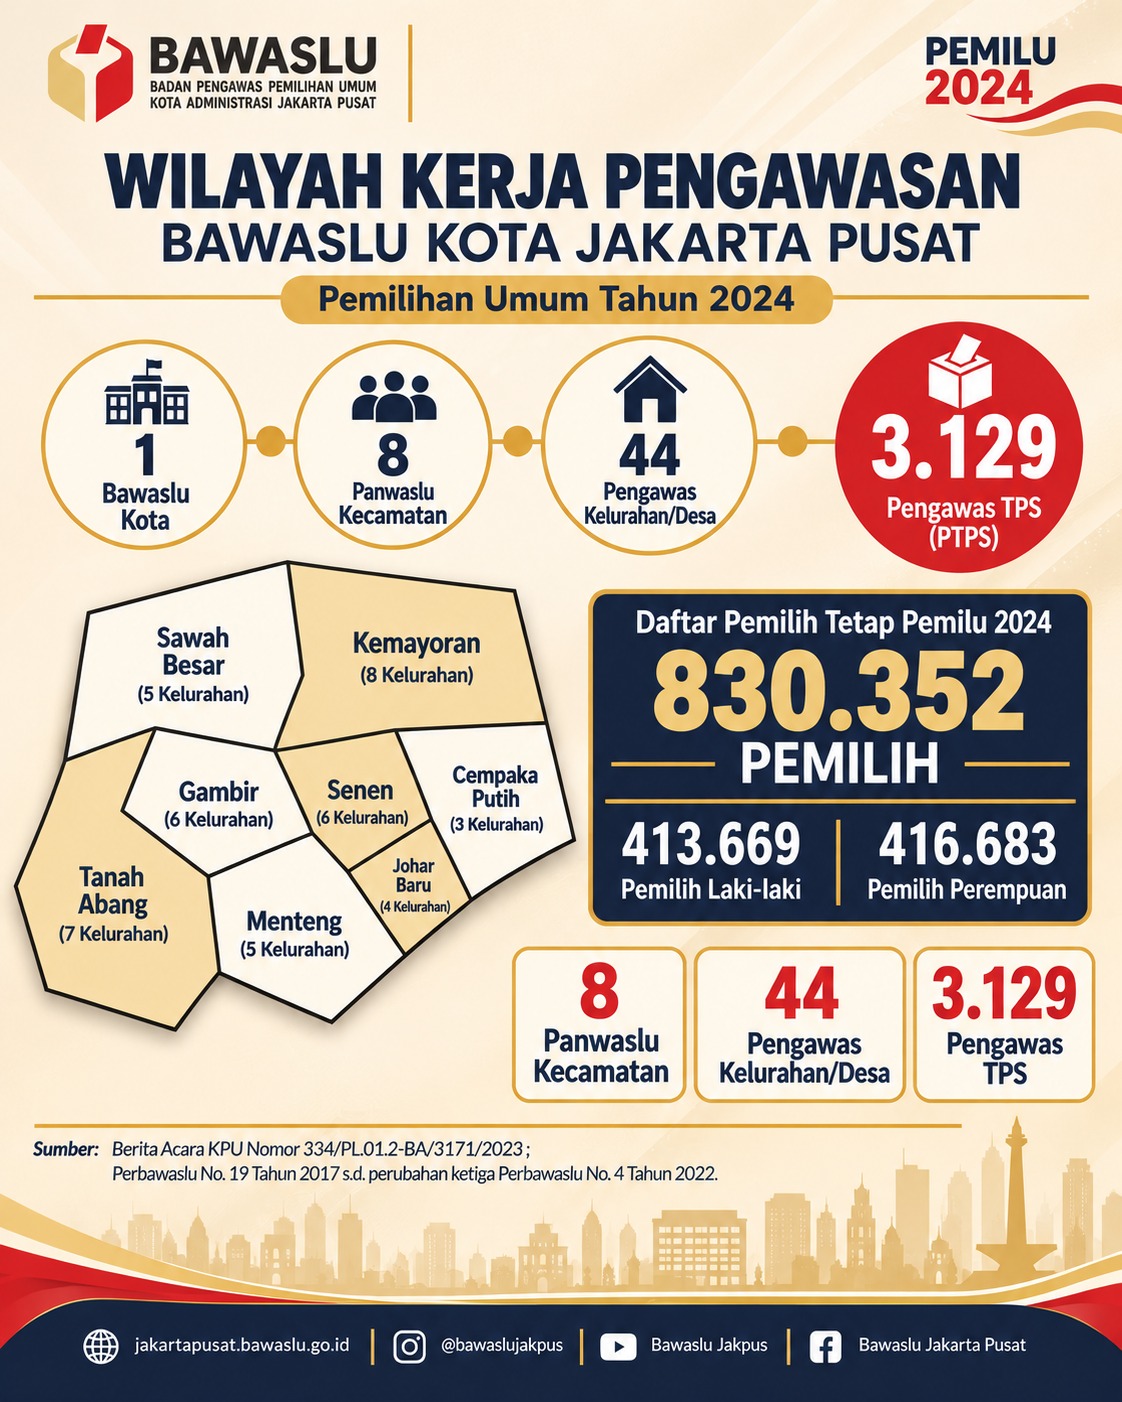 BAWASLU
BADAN PENGAWAS PEMILIHAN UMUM
KOTA ADMINISTRASI JAKARTA PUSAT
PEMILU
2024
WILAYAH KERJA PENGAWASAN
BAWASLU KOTA JAKARTA PUSAT
Pemilihan Umum Tahun 2024
1
Bawaslu
Kota
8
Panwaslu
Kecamatan
44
Pengawas
Kelurahan/Desa
3.129
Pengawas TPS
(PTPS)
Sawah
Besar
(5 Kelurahan)
Kemayoran
(8 Kelurahan)
Gambir
(6 Kelurahan)
Senen
(6 Kelurahan)
Cempaka
Putih
(3 Kelurahan)
Tanah
Abang
(7 Kelurahan)
Menteng
(5 Kelurahan)
Johar
Baru
(4 Kelurahan)
Daftar Pemilih Tetap Pemilu 2024
830.352
PEMILIH
413.669
Pemilih Laki-laki
416.683
Pemilih Perempuan
8
Panwaslu
Kecamatan
44
Pengawas
Kelurahan/Desa
3.129
Pengawas
TPS
Sumber: Berita Acara KPU Nomor 334/PL.01.2-BA/3171/2023 ;
Perbawaslu No. 19 Tahun 2017 s.d. perubahan ketiga Perbawaslu No. 4 Tahun 2022.
jakartapusat.bawaslu.go.id
@bawaslujakpus
Bawaslu Jakpus
Bawaslu Jakarta Pusat